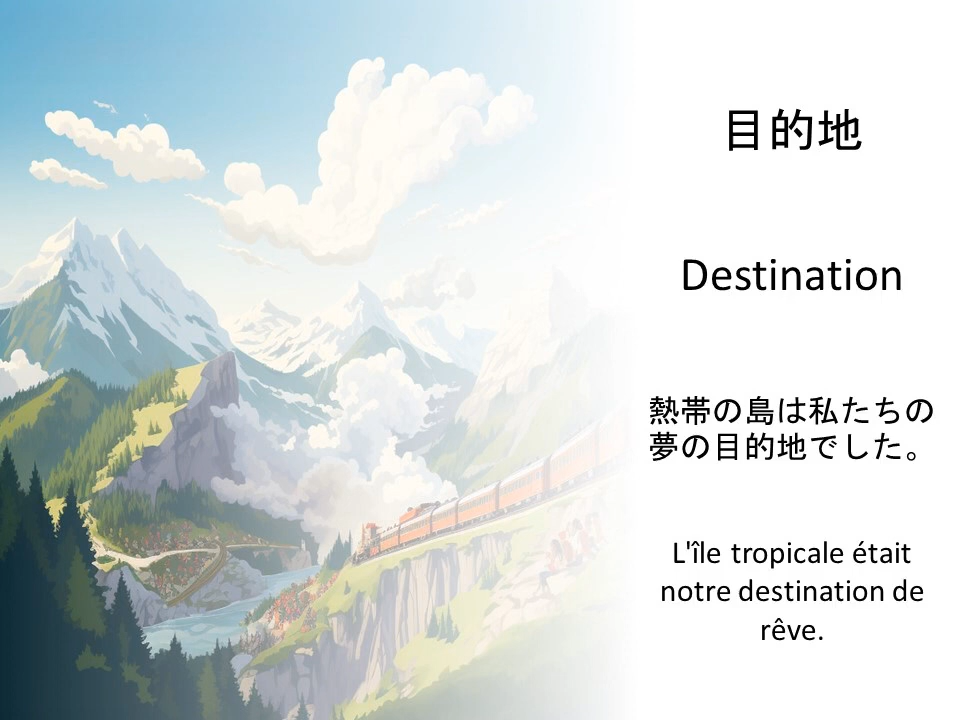 目的地
Destination
熱帯の島は私たちの
夢の目的地でした。
L'île tropicale était
notre destination de
rêve.